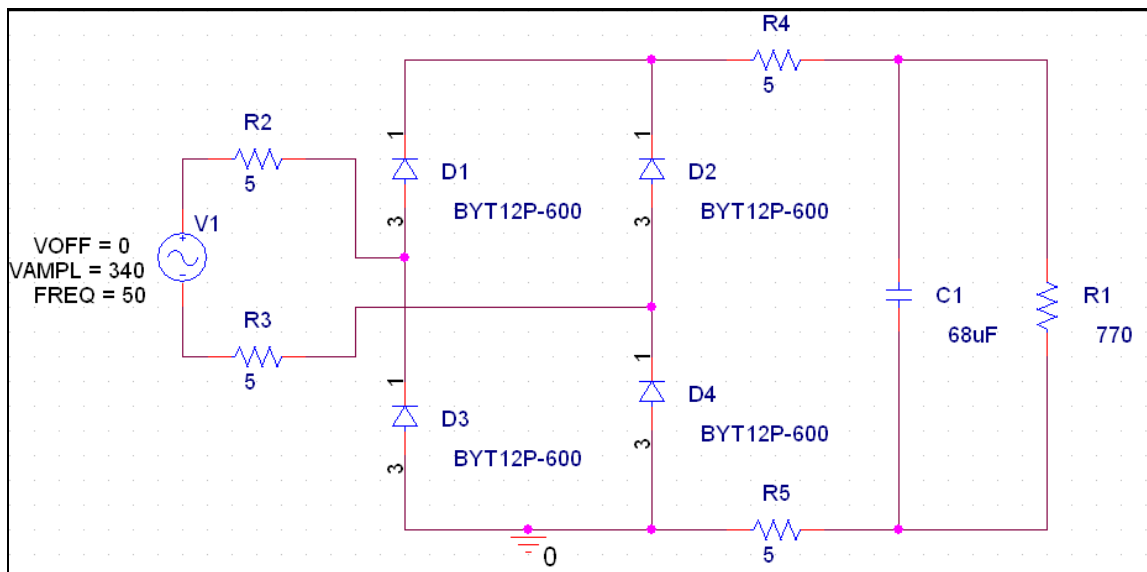 R4
5
R2
5
1
D1
BYT12P-600
3
1
D2
BYT12P-600
3
V1
VOFF = 0
VAMPL = 340
FREQ = 50
R3
5
C1
68uF
R1
770
1
D3
BYT12P-600
3
1
D4
BYT12P-600
3
R5
5
0